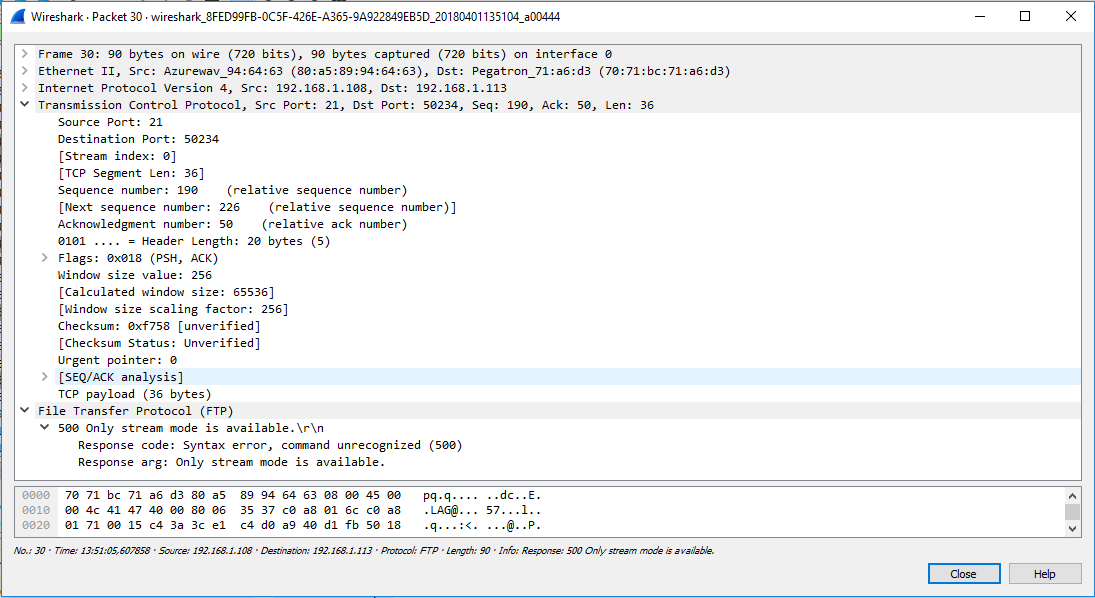 Wireshark · Packet 30 · wireshark_8FED99FB-0C5F-426E-A365-9A922849EB5D_20180401135104_a00444
Frame 30: 90 bytes on wire (720 bits), 90 bytes captured (720 bits) on interface 0
Ethernet II, Src: Azurewav_94:64:63 (80:a5:89:94:64:63), Dst: Pegatron_71:a6:d3 (70:71:bc:71:a6:d3)
Internet Protocol Version 4, Src: 192.168.1.108, Dst: 192.168.1.113
Transmission Control Protocol, Src Port: 21, Dst Port: 50234, Seq: 190, Ack: 50, Len: 36
Source Port: 21
Destination Port: 50234
[Stream index: 0]
[TCP Segment Len: 36]
Sequence number: 190    (relative sequence number)
[Next sequence number: 226    (relative sequence number)]
Acknowledgment number: 50    (relative ack number)
0101 .... = Header Length: 20 bytes (5)
Flags: 0x018 (PSH, ACK)
Window size value: 256
[Calculated window size: 65536]
[Window size scaling factor: 256]
Checksum: 0xf758 [unverified]
[Checksum Status: Unverified]
Urgent pointer: 0
[SEQ/ACK analysis]
TCP payload (36 bytes)
File Transfer Protocol (FTP)
500 Only stream mode is available.\r\n
Response code: Syntax error, command unrecognized (500)
Response arg: Only stream mode is available.
0000  70 71 bc 71 a6 d3 80 a5  89 94 64 63 08 00 45 00   pq.q.... ..dc..E.
0010  00 4c 41 47 40 00 80 06  35 37 c0 a8 01 6c c0 a8   .LAG@... 57...l..
0020  01 71 00 15 c4 3a 3c e1  c4 d0 a9 40 d1 fb 50 18   .q...:<. ...@..P.
No.: 30 · Time: 13:51:05,607858 · Source: 192.168.1.108 · Destination: 192.168.1.113 · Protocol: FTP · Length: 90 · Info: Response: 500 Only stream mode is available.
Close Help